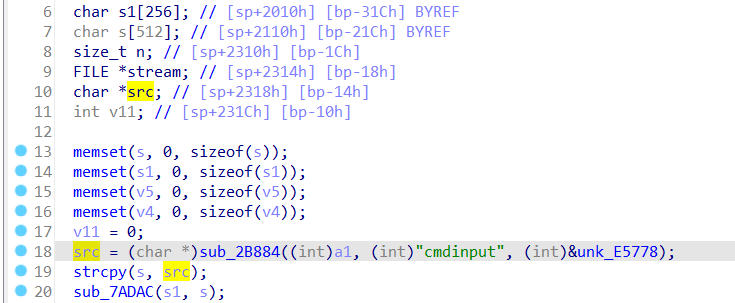 6 char s1[256]; // [sp+2010h] [bp-31Ch] BYREF
7 char s[512]; // [sp+2110h] [bp-21Ch] BYREF
8 size_t n; // [sp+2310h] [bp-1Ch]
9 FILE *stream; // [sp+2314h] [bp-18h]
10 char *src; // [sp+2318h] [bp-14h]
11 int v11; // [sp+231Ch] [bp-10h]
12
13 memset(s, 0, sizeof(s));
14 memset(s1, 0, sizeof(s1));
15 memset(v5, 0, sizeof(v5));
16 memset(v4, 0, sizeof(v4));
17 v11 = 0;
18 src = (char *)sub_2B884((int)a1, (int)"cmdinput", (int)&unk_E5778);
19 strcpy(s, src);
20 sub_7ADAC(s1, s);